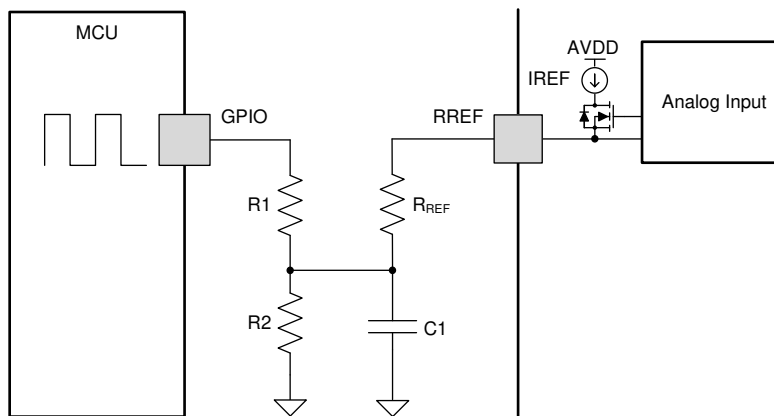 MCU
GPIO
RREF
AVDD
IREF
Analog Input
R1
RREF
R2
C1